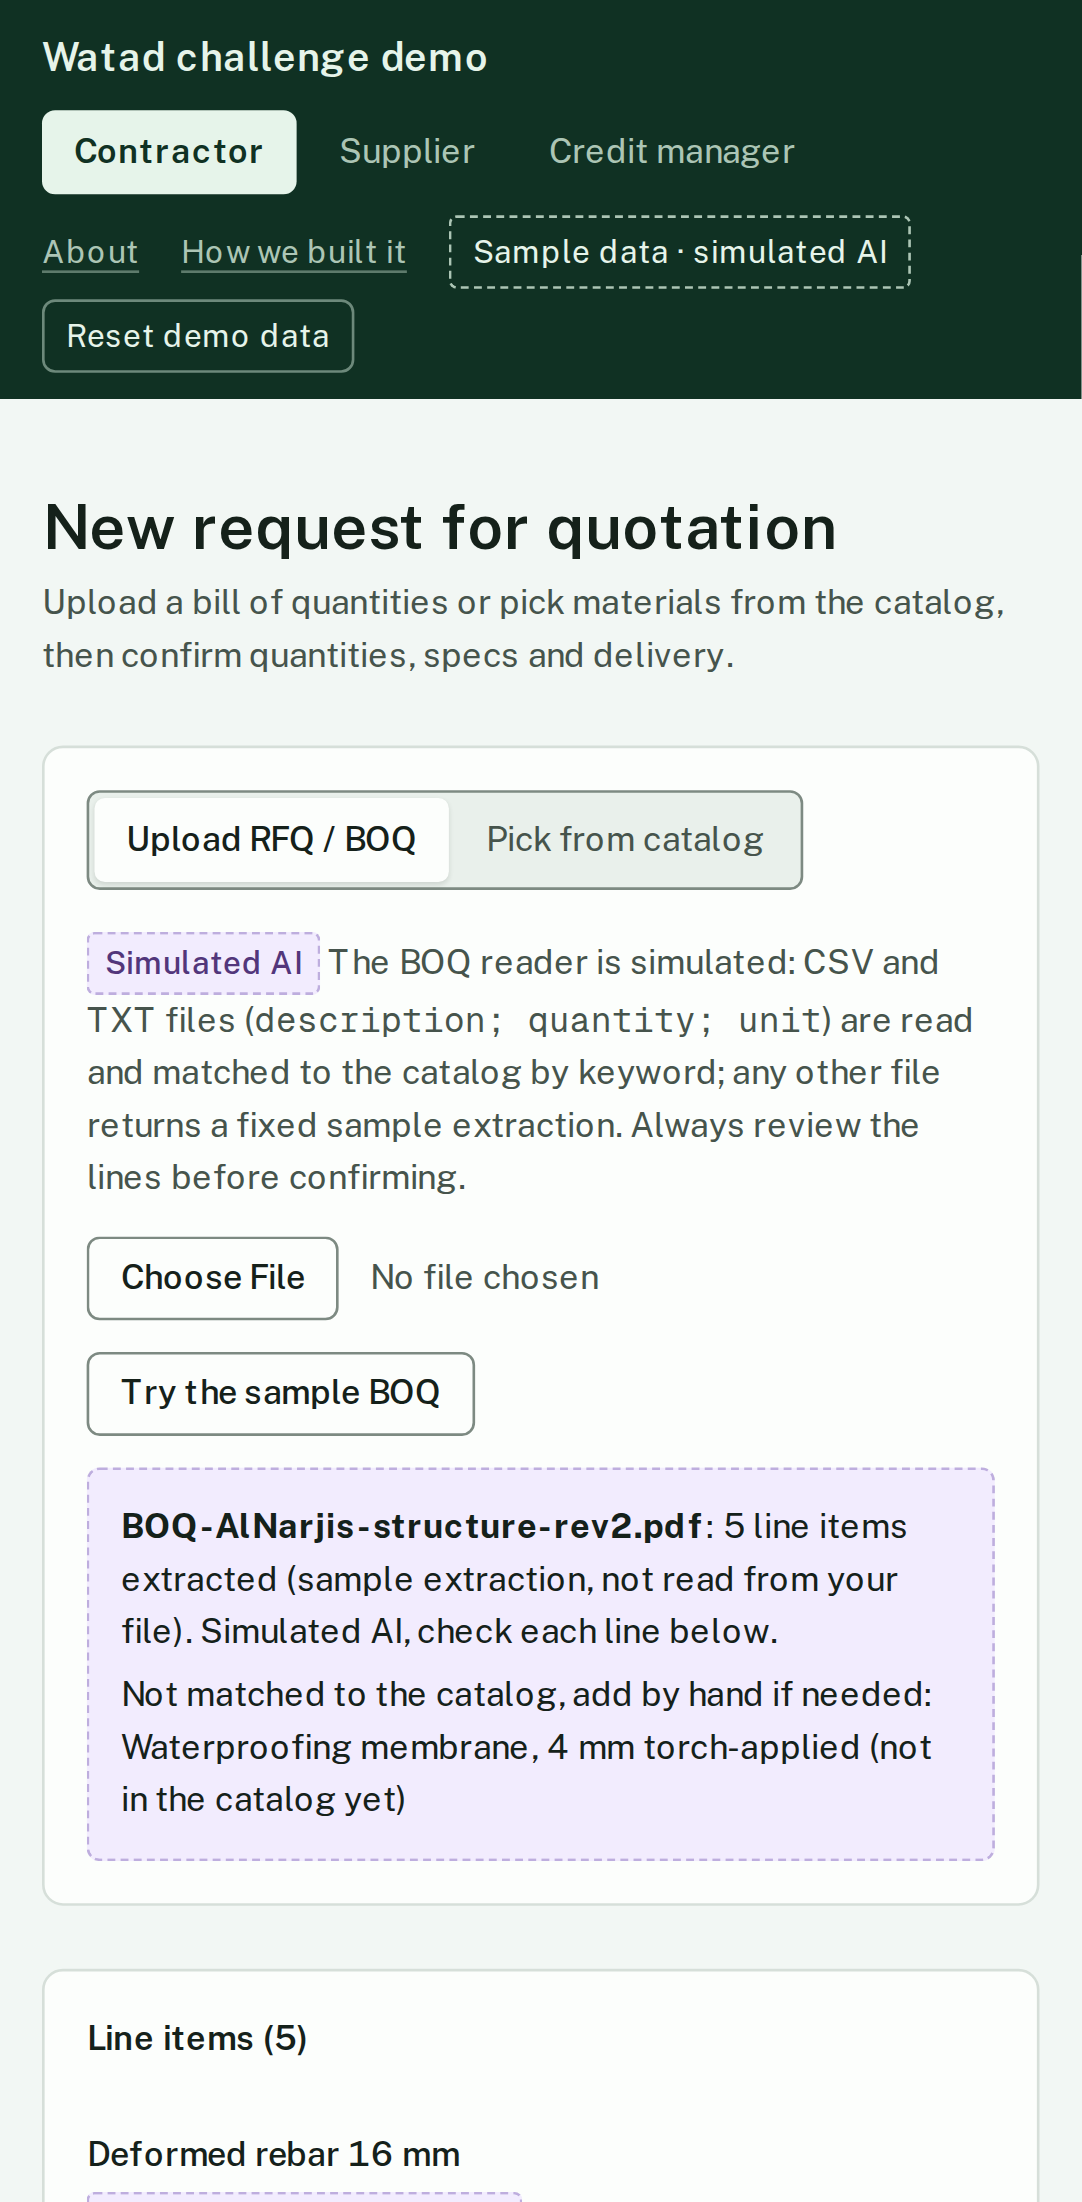 Watad challenge demo
Contractor Supplier Credit manager
About How we built it Sample data · simulated AI
Reset demo data
New request for quotation
Upload a bill of quantities or pick materials from the catalog,
then confirm quantities, specs and delivery.
Upload RFQ / BOQ Pick from catalog
Simulated AI The BOQ reader is simulated: CSV and
TXT files (description; quantity; unit) are read
and matched to the catalog by keyword; any other file
returns a fixed sample extraction. Always review the
lines before confirming.
Choose File No file chosen
Try the sample BOQ
BOQ-AlNarjis-structure-rev2.pdf: 5 line items
extracted (sample extraction, not read from your
file). Simulated AI, check each line below.
Not matched to the catalog, add by hand if needed:
Waterproofing membrane, 4 mm torch-applied (not
in the catalog yet)
Line items (5)
Deformed rebar 16 mm